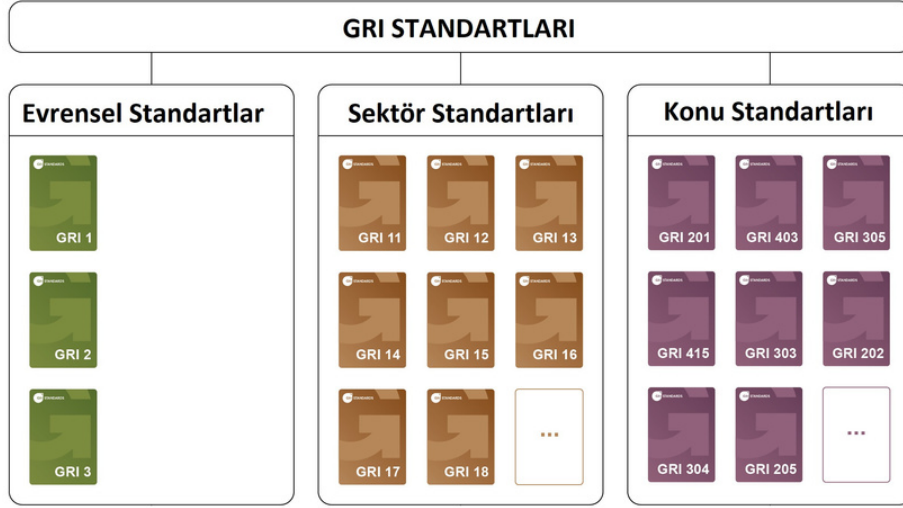 GRI STANDARTLARI
Evrensel Standartlar
GRI 1
GRI 2
GRI 3
Sektör Standartları
GRI 11 GRI 12 GRI 13
GRI 14 GRI 15 GRI 16
GRI 17 GRI 18 ...
Konu Standartları
GRI 201 GRI 403 GRI 305
GRI 415 GRI 303 GRI 202
GRI 304 GRI 205 ...